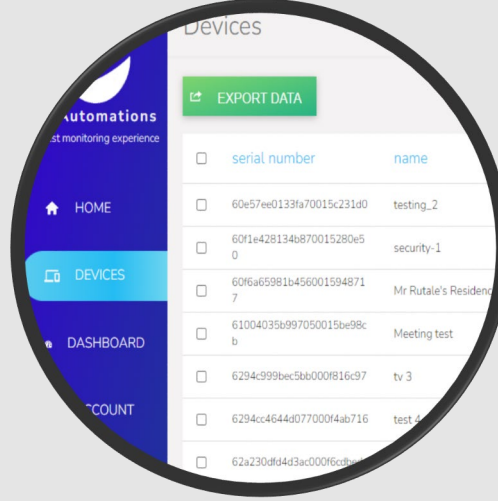 Devices
Automations
st monitoring experience
EXPORT DATA
serial number name
HOME
60e57ee0133fa70015c231d0 testing_2
60f1e428134b870015280e5
0
security-1
DEVICES
60f6a65981b456001594871
7
Mr Rutale's Residenc
61004035b997050015be98c
b
Meeting test
DASHBOARD
6294c999bec5bb000f816c97 tv 3
CCOUNT
6294cc4644d077000f4ab716 test 4